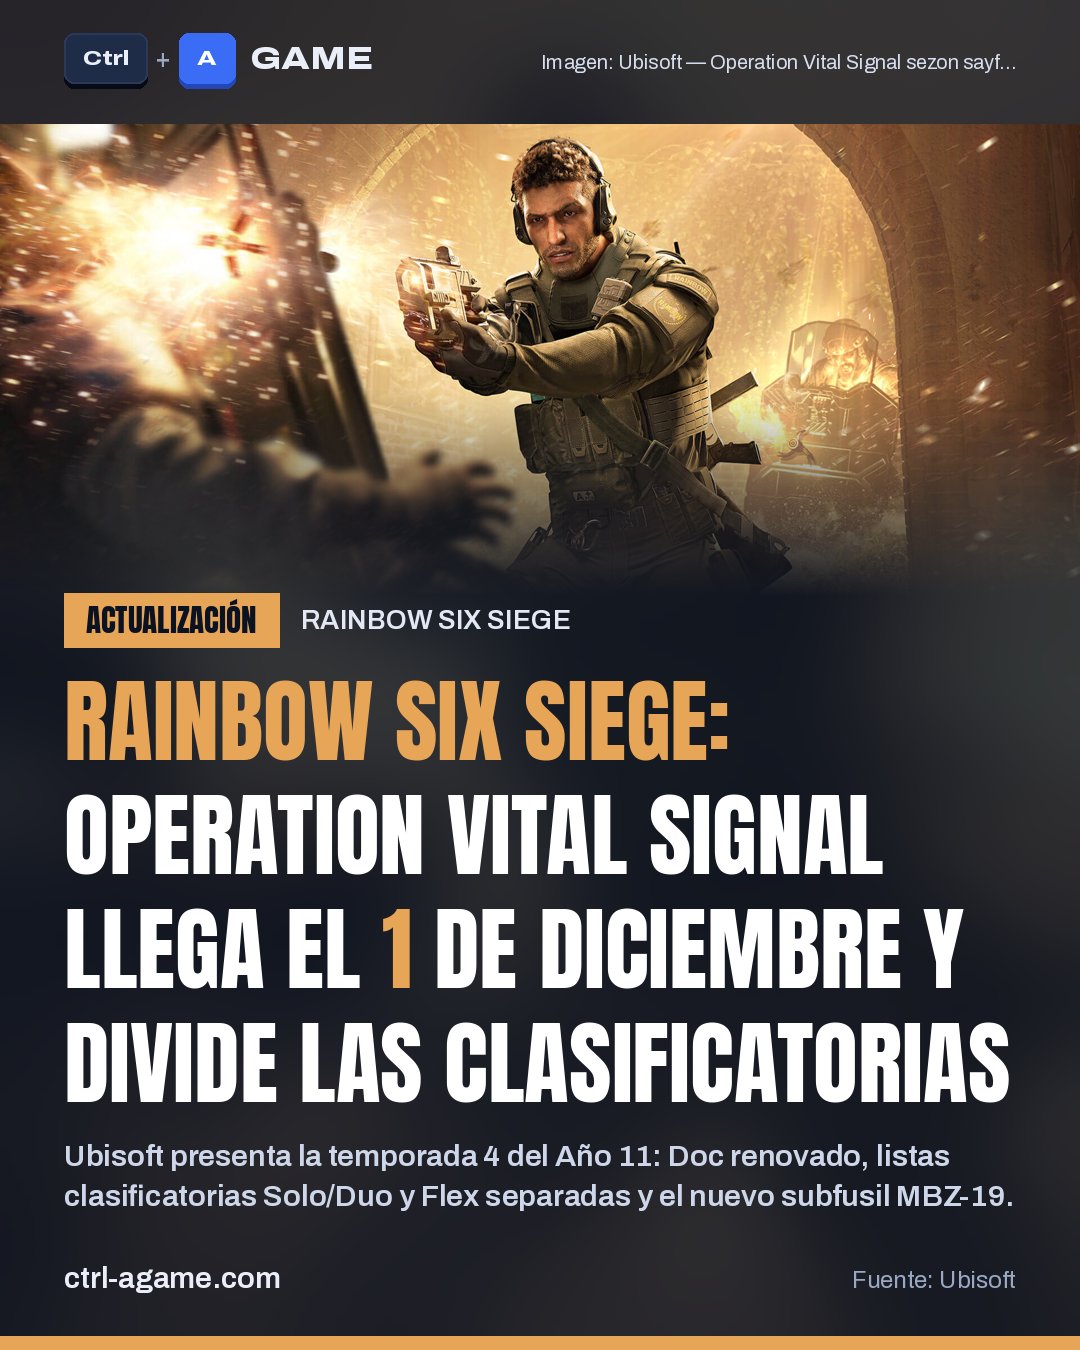 Ctrl + A GAME
Imagen: Ubisoft — Operation Vital Signal sezon sayf...
ACTUALIZACIÓN RAINBOW SIX SIEGE
RAINBOW SIX SIEGE:
OPERATION VITAL SIGNAL
LLEGA EL 1 DE DICIEMBRE Y
DIVIDE LAS CLASIFICATORIAS
Ubisoft presenta la temporada 4 del Año 11: Doc renovado, listas
clasificatorias Solo/Duo y Flex separadas y el nuevo subfusil MBZ-19.
ctrl-agame.com
Fuente: Ubisoft